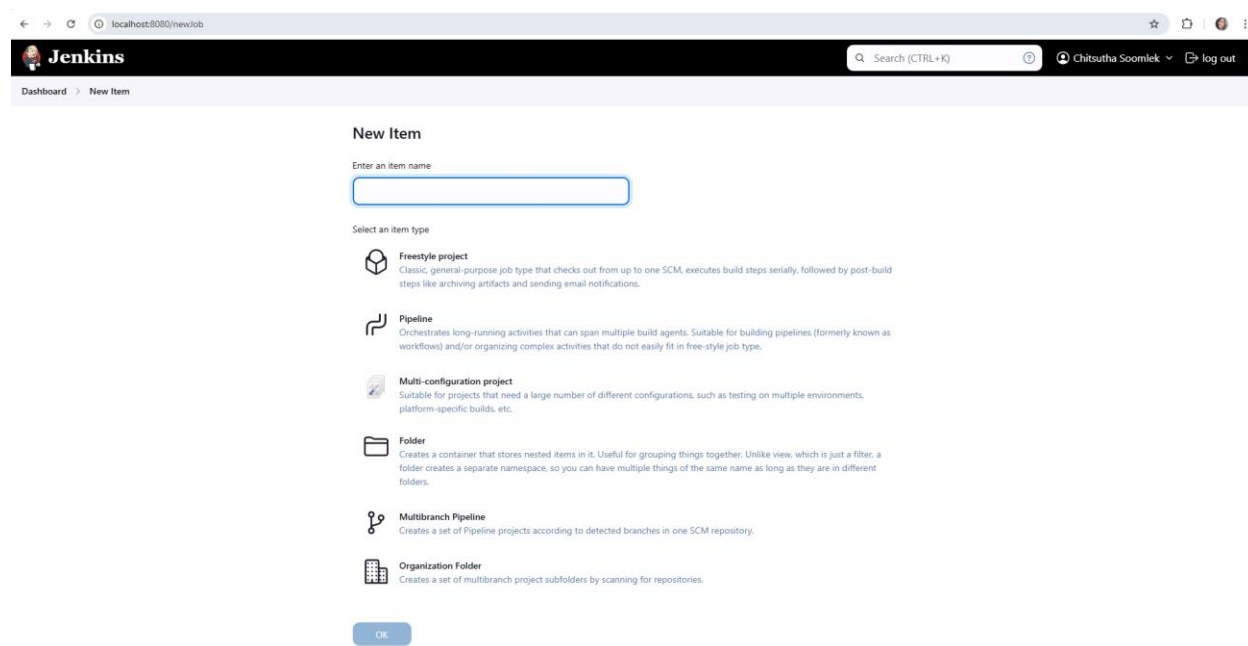 localhost:8080/newJob
Jenkins
Search (CTRL+K)
Chitsutha Soomlek
log out
Dashboard > New Item
New Item
Enter an item name
Select an item type
Freestyle project
Classic, general-purpose job type that checks out from up to one SCM, executes build steps serially, followed by post-build
steps like archiving artifacts and sending email notifications.
Pipeline
Orchestrates long-running activities that can span multiple build agents. Suitable for building pipelines (formerly known as
workflows) and/or organizing complex activities that do not easily fit in free-style job type.
Multi-configuration project
Suitable for projects that need a large number of different configurations, such as testing on multiple environments,
platform-specific builds, etc.
Folder
Creates a container that stores nested items in it. Useful for grouping things together. Unlike view, which is just a filter, a
folder creates a separate namespace, so you can have multiple things of the same name as long as they are in different
folders.
Multibranch Pipeline
Creates a set of Pipeline projects according to detected branches in one SCM repository.
Organization Folder
Creates a set of multibranch project subfolders by scanning for repositories.
OK